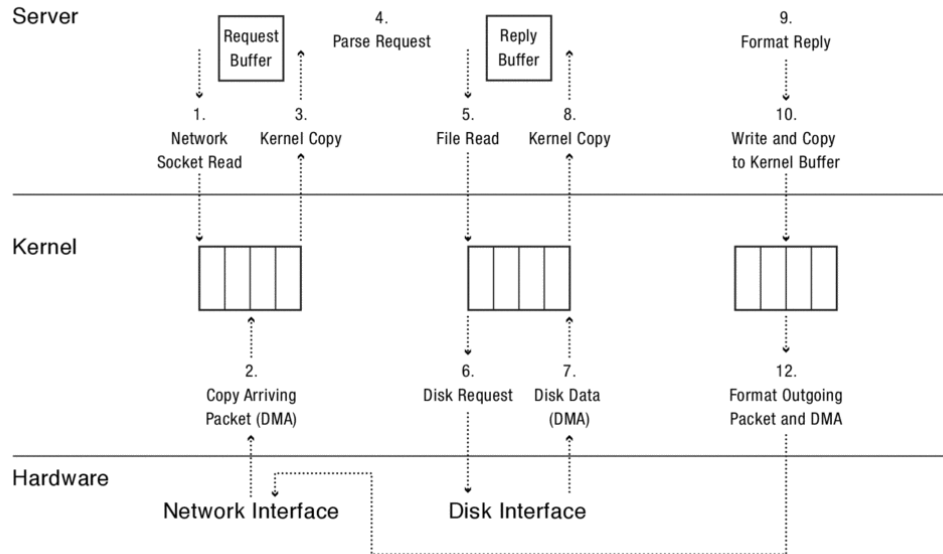 Server
Request
Buffer
4.
Parse Request
Reply
Buffer
9.
Format Reply
1.
Network
Socket Read
3.
Kernel Copy
5.
File Read
8.
Kernel Copy
10.
Write and Copy
to Kernel Buffer
Kernel
2.
Copy Arriving
Packet (DMA)
6.
Disk Request
7.
Disk Data
(DMA)
12.
Format Outgoing
Packet and DMA
Hardware
Network Interface
Disk Interface